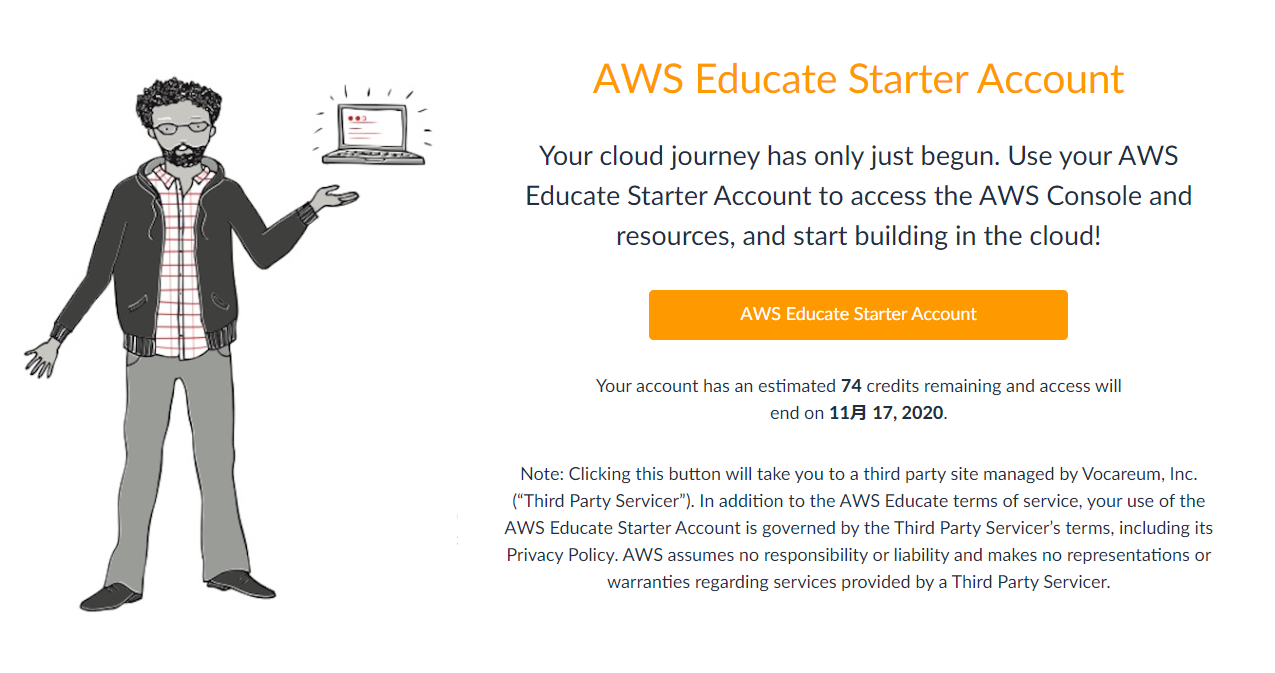 AWS Educate Starter Account
Your cloud journey has only just begun. Use your AWS
Educate Starter Account to access the AWS Console and
resources, and start building in the cloud!
AWS Educate Starter Account
Your account has an estimated 74 credits remaining and access will
end on 11月 17, 2020.
Note: Clicking this button will take you to a third party site managed by Vocareum, Inc.
(“Third Party Servicer”). In addition to the AWS Educate terms of service, your use of the
AWS Educate Starter Account is governed by the Third Party Servicer’s terms, including its
Privacy Policy. AWS assumes no responsibility or liability and makes no representations or
warranties regarding services provided by a Third Party Servicer.